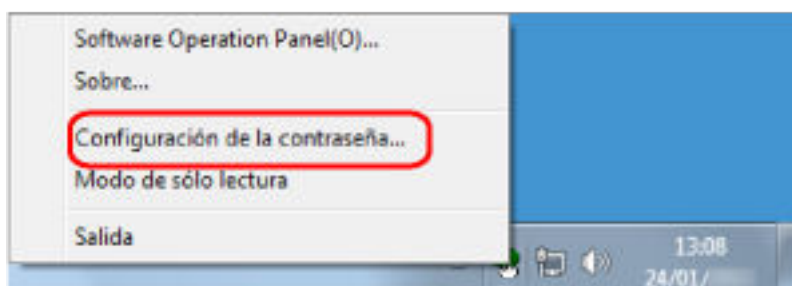 Software Operation Panel(O)...
Sobre...
Configuración de la contraseña...
Modo de sólo lectura
Salida
13:08
24/01/